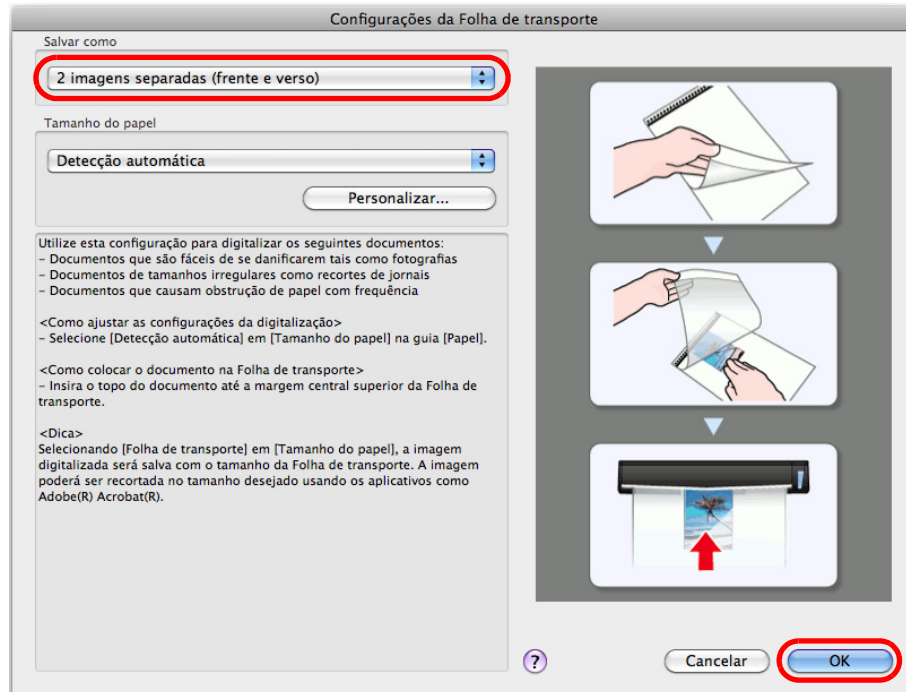 Configurações da Folha de transporte
Salvar como
2 imagens separadas (frente e verso)
Tamanho do papel
Detecção automática
Personalizar...
Utilize esta configuração para digitalizar os seguintes documentos:
– Documentos que são fáceis de se danificarem tais como fotografias
– Documentos de tamanhos irregulares como recortes de jornais
– Documentos que causam obstrução de papel com frequência
<Como ajustar as configurações da digitalização>
– Selecione [Detecção automática] em [Tamanho do papel] na guia [Papel].
<Como colocar o documento na Folha de transporte>
– Insira o topo do documento até a margem central superior da Folha de
transporte.
<Dica>
Selecionando [Folha de transporte] em [Tamanho do papel], a imagem
digitalizada será salva com o tamanho da Folha de transporte. A imagem
poderá ser recortada no tamanho desejado usando os aplicativos como
Adobe(R) Acrobat(R).
?
Cancelar
OK